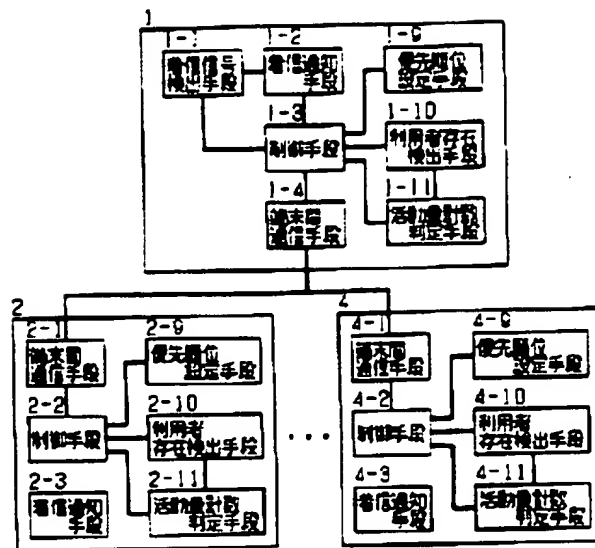 1
1-1
1-2
1-9
着信信号
検出手段
着信通知
手段
優先順位
設定手段
1-3
1-10
制御手段
利用者存在
検出手段
1-4
1-11
端末間
通信手段
活動量計数
判定手段
2
2-1
2-9
端末間
通信手段
優先順位
設定手段
2-2
2-10
制御手段
利用者
存在検出手段
2-3
2-11
着信通知
手段
活動量計数
判定手段
...
4
4-1
4-9
端末間
通信手段
優先順位
設定手段
4-2
4-10
制御手段
利用者
存在検出手段
4-3
4-11
着信通知
手段
活動量計数
判定手段